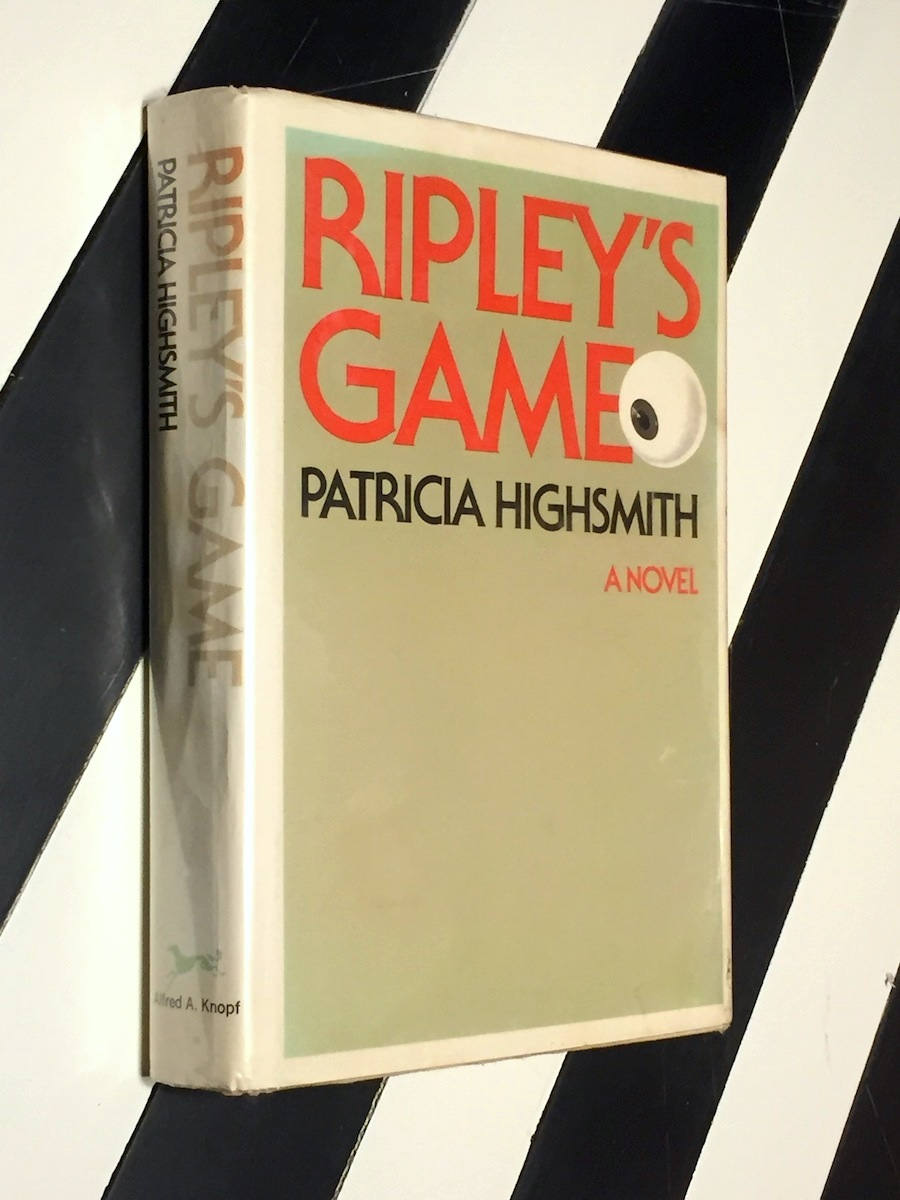 PATRICIA HIGHSMITH
RIPLEY'S GAME
Alfred A. Knopf
RIPLEY'S
GAME
PATRICIA HIGHSMITH
A NOVEL